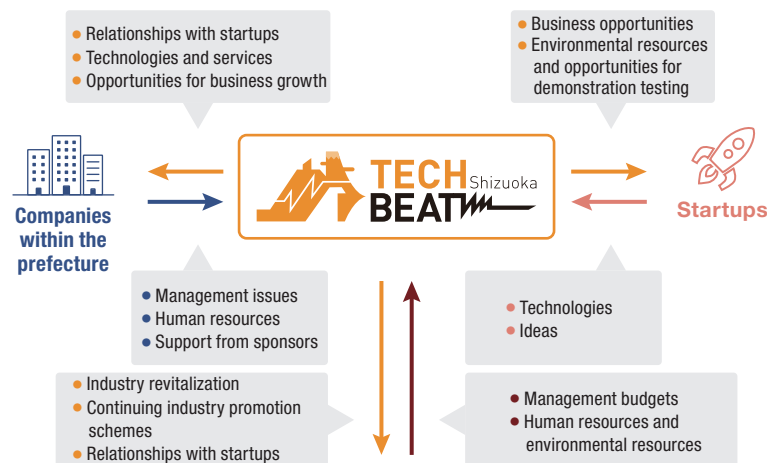 • Relationships with startups
• Technologies and services
• Opportunities for business growth
• Business opportunities
• Environmental resources
and opportunities for
demonstration testing
TECH
Shizuoka
BEAT
Companies
within the
prefecture
Startups
• Management issues
• Human resources
• Support from sponsors
• Technologies
• Ideas
• Industry revitalization
• Continuing industry promotion
schemes
• Relationships with startups
• Management budgets
• Human resources and
environmental resources